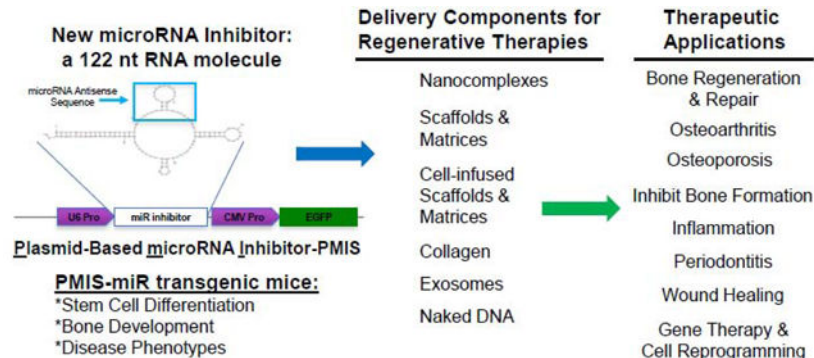 New microRNA Inhibitor:
a 122 nt RNA molecule
microRNA Antisense
Sequence
U6 Pro
miR inhibitor
CMV Pro
EGFP
Plasmid-Based microRNA Inhibitor-PMIS
PMIS-miR transgenic mice:
*Stem Cell Differentiation
*Bone Development
*Disease Phenotypes
Delivery Components for
Regenerative Therapies
Nanocomplexes
Scaffolds &
Matrices
Cell-infused
Scaffolds &
Matrices
Collagen
Exosomes
Naked DNA
Therapeutic
Applications
Bone Regeneration
& Repair
Osteoarthritis
Osteoporosis
Inhibit Bone Formation
Inflammation
Periodontitis
Wound Healing
Gene Therapy &
Cell Reprogramming